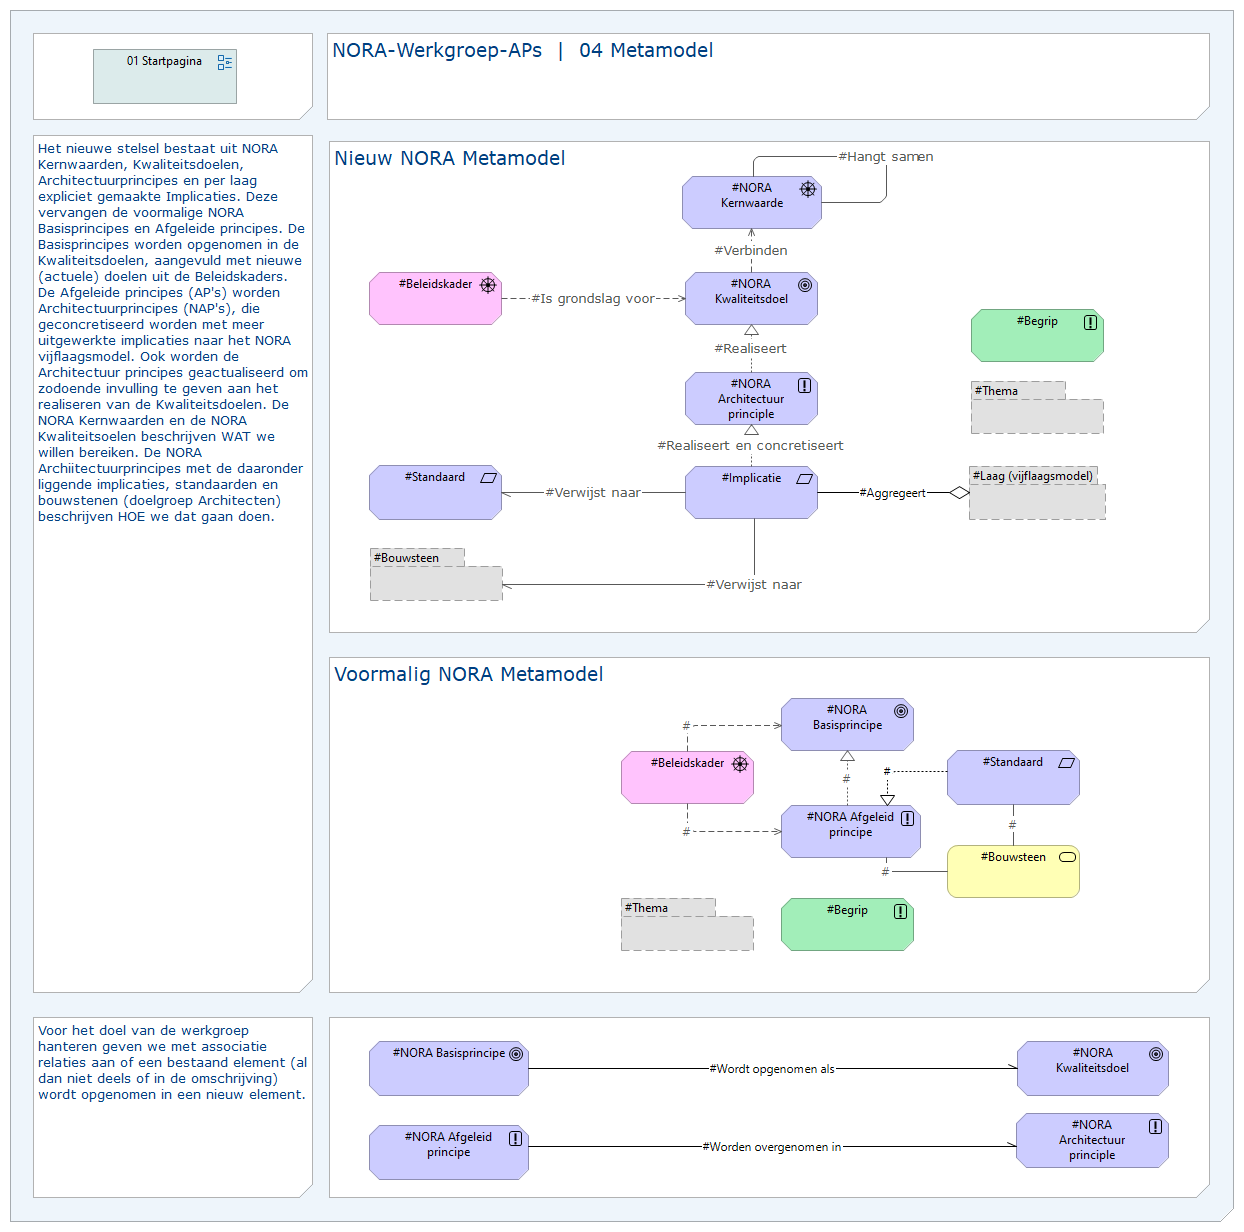 01 Startpagina
NORA-Werkgroep-APs | 04 Metamodel
Het nieuwe stelsel bestaat uit NORA
Kernwaarden, Kwaliteitsdoelen,
Architectuurprincipes en per laag
expliciet gemaakte Implicaties. Deze
vervangen de voormalige NORA
Basisprincipes en Afgeleide principes. De
Basisprincipes worden opgenomen in de
Kwaliteitsdoelen, aangevuld met nieuwe
(actuele) doelen uit de Beleidskaders.
De Afgeleide principes (AP's) worden
Architectuurprincipes (NAP's), die
geconcretiseerd worden met meer
uitgewerkte implicaties naar het NORA
vijflaagsmodel. Ook worden de
Architectuur principes geactualiseerd om
zodoende invulling te geven aan het
realiseren van de Kwaliteitsdoelen. De
NORA Kernwaarden en de NORA
Kwaliteitsoelen beschrijven WAT we
willen bereiken. De NORA
Archiitectuurprincipes met de daaronder
liggende implicaties, standaarden en
bouwstenen (doelgroep Architecten)
beschrijven HOE we dat gaan doen.
Nieuw NORA Metamodel
#Hangt samen
#NORA
Kernwaarde
#Verbinden
#Beleidskader
#Is grondslag voor
#NORA
Kwaliteitsdoel
#Begrip
#Realiseert
#NORA
Architectuur
principle
#Thema
#Realiseert en concretiseert
#Standaard
#Verwijst naar
#Implicatie
#Aggregeert
#Laag (vijflaagsmodel)
#Bouwsteen
#Verwijst naar
Voormalig NORA Metamodel
#NORA
Basisprincipe
#
#Beleidskader
#
#
#Standaard
#
#NORA Afgeleid
principe
#
#Bouwsteen
#
#Thema
#Begrip
Voor het doel van de werkgroep
hanteren geven we met associatie
relaties aan of een bestaand element (al
dan niet deels of in de omschrijving)
wordt opgenomen in een nieuw element.
#NORA Basisprincipe
#Wordt opgenomen als
#NORA
Kwaliteitsdoel
#NORA Afgeleid
principe
#Worden overgenomen in
#NORA
Architectuur
principle